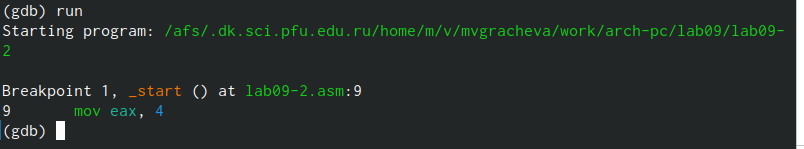 (gdb) run
Starting program: /afs/.dk.sci.pfu.edu.ru/home/m/v/mvgracheva/work/arch-pc/lab09/lab09-
2
Breakpoint 1, _start () at lab09-2.asm:9
9       mov eax, 4
(gdb)